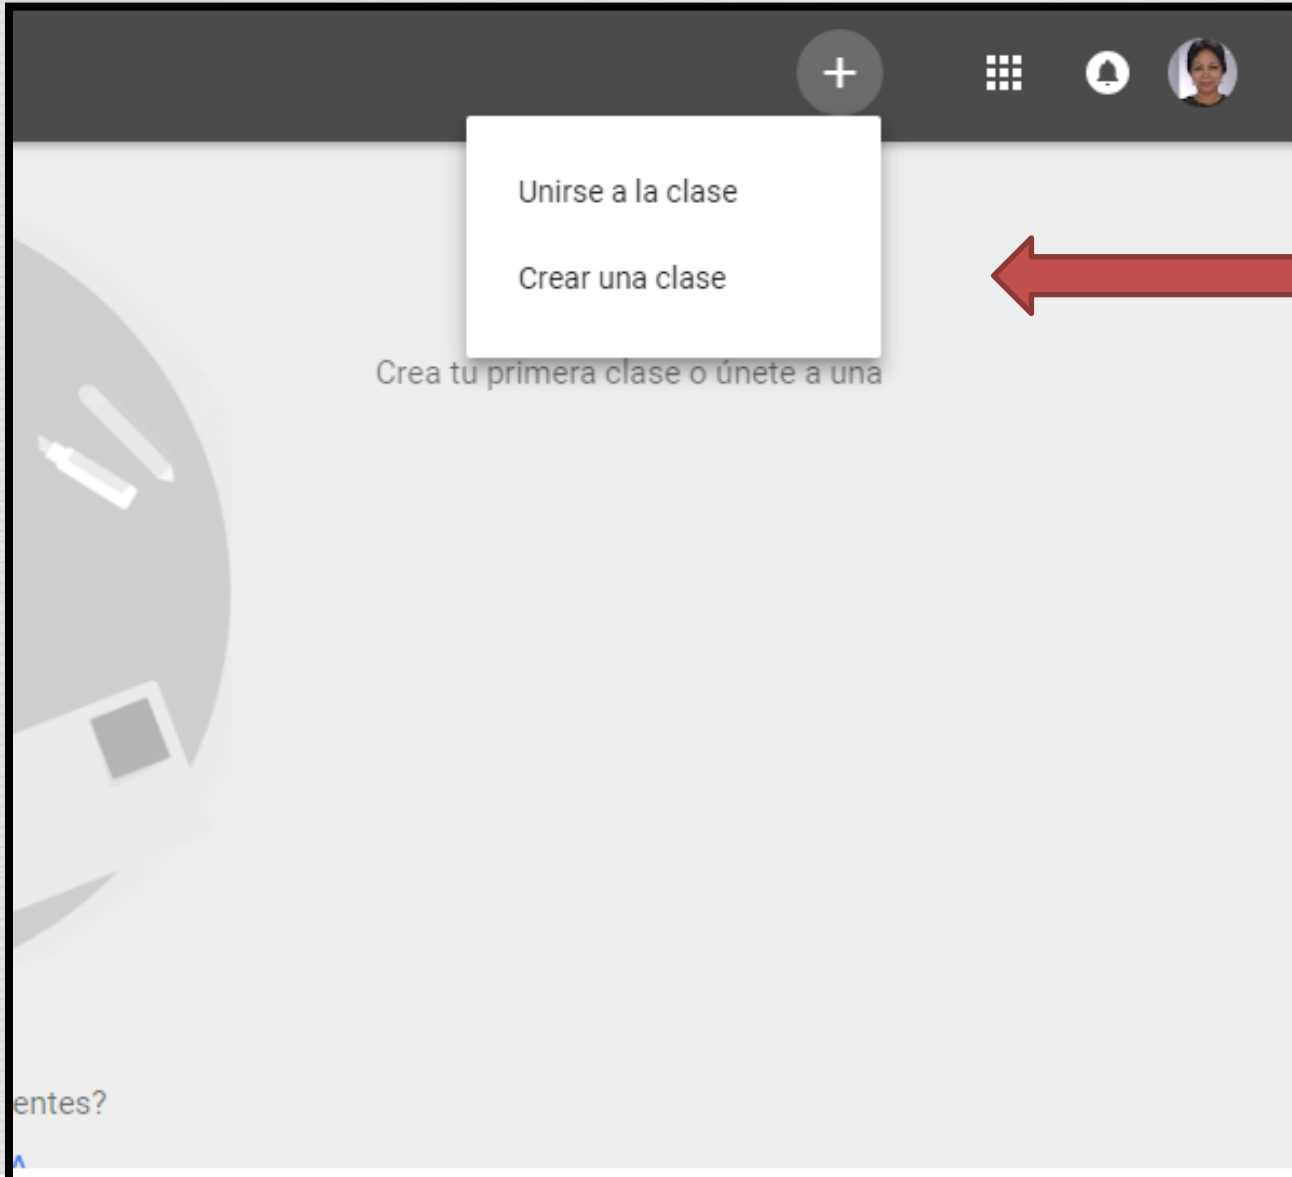 Unirse a la clase
Crear una clase
Crea tu primera clase o únete a una
entes?